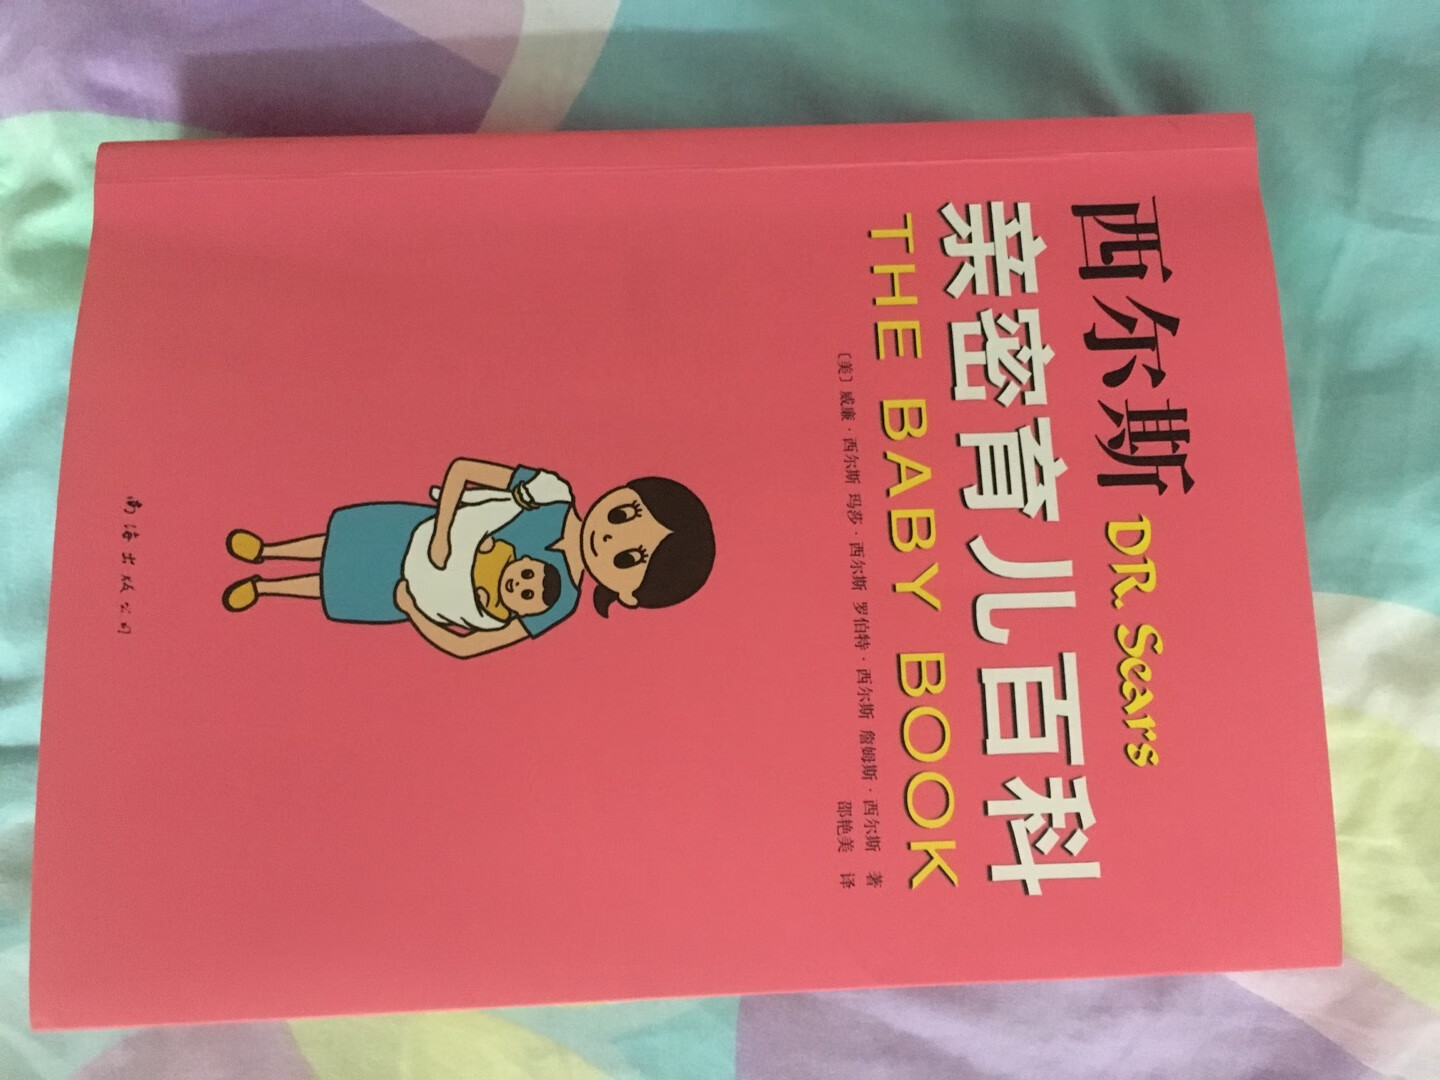 西尔斯 DR. Sears
亲密育儿百科
THE BABY BOOK
〔美〕威廉·西尔斯 玛莎·西尔斯 罗伯特·西尔斯 詹姆斯·西尔斯 著
邵艳美 译
南海出版公司